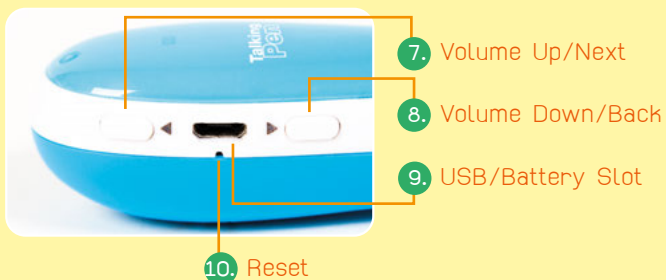 Talking
Pen
7. Volume Up/Next
8. Volume Down/Back
9. USB/Battery Slot
10. Reset